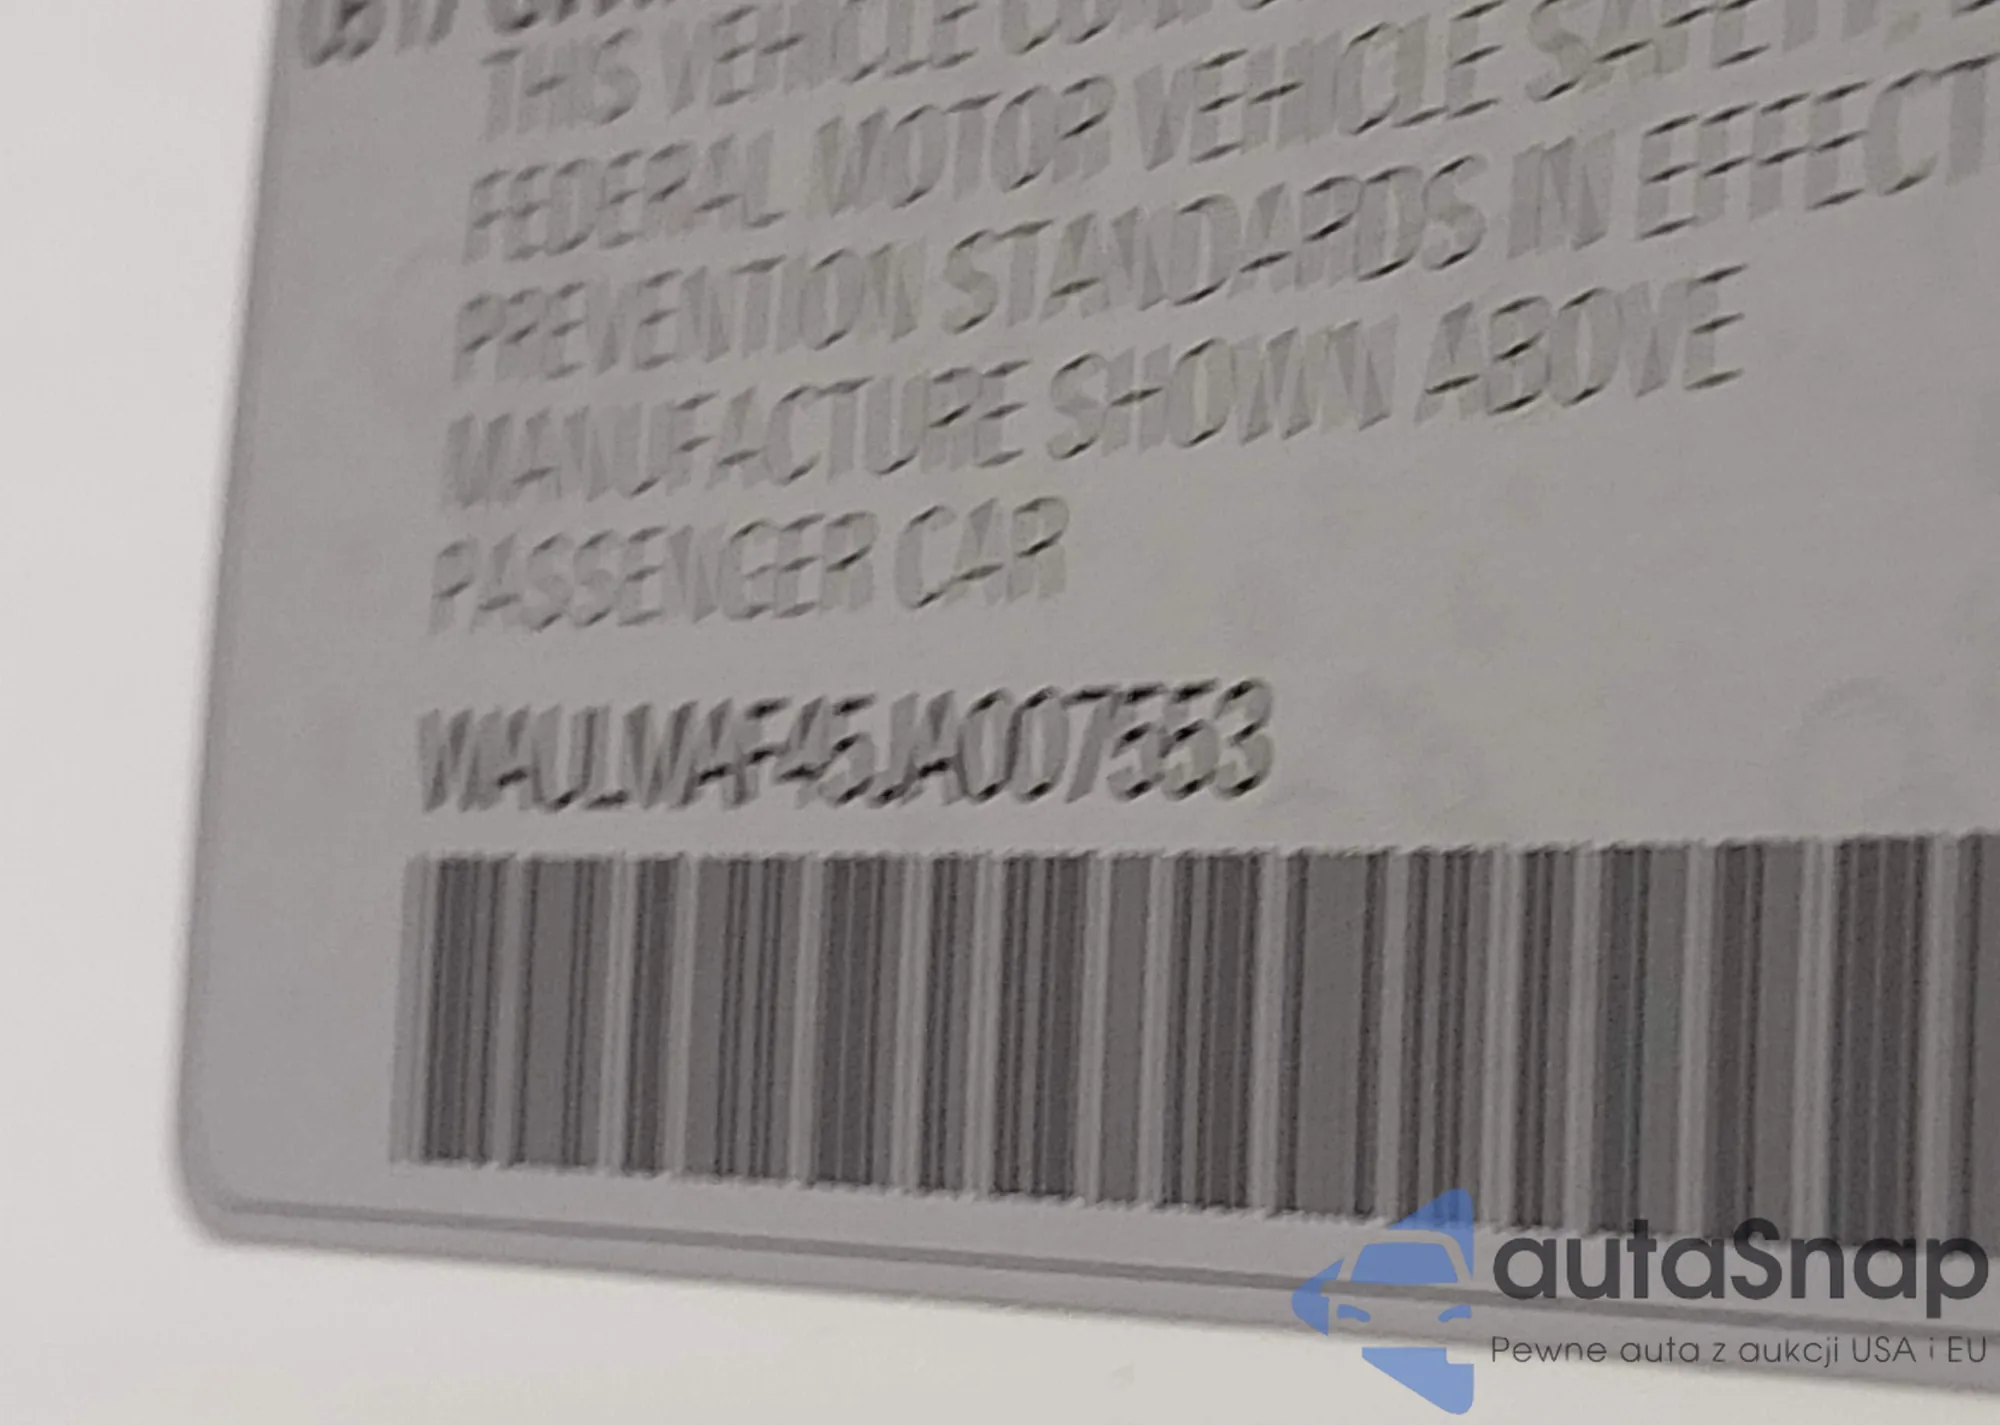 THIS VEHICLE
FEDERAL MOTOR VEHICLE SAFETY,
PREVENTION STANDARDS IN EFFECT
MANUFACTURE SHOWN ABOVE
PASSENGER CAR
WAULMAF45JA007553
autaSnap
Pewne auta z aukcji USA i EU